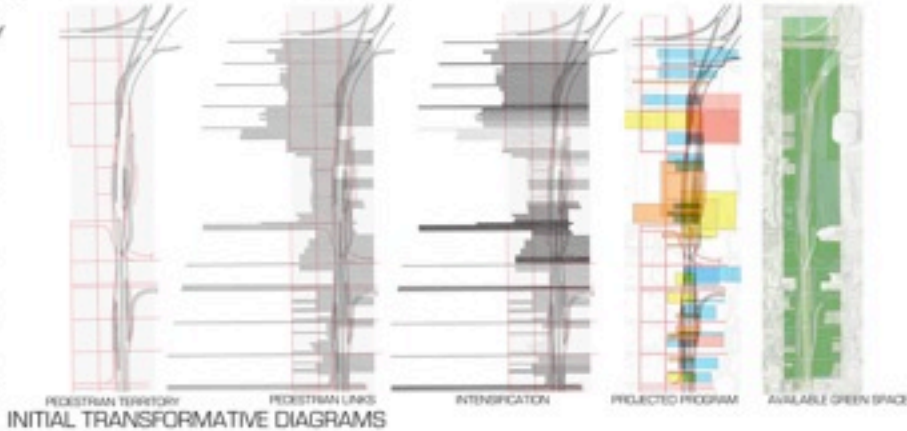 PEDESTRIAN TERRITORY
PEDESTRIAN LINKS
INTENSIFICATION
PROJECTED PROGRAM
AVAILABLE GREEN SPACE
INITIAL TRANSFORMATIVE DIAGRAMS